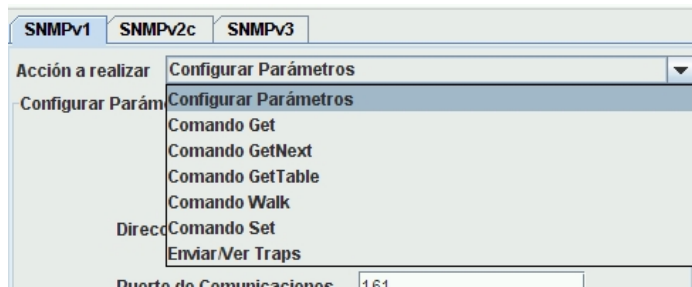 SNMPv1 SNMPv2c SNMPv3
Acción a realizar Configurar Parámetros
Configurar Parám Configurar Parámetros
Comando Get
Comando GetNext
Comando GetTable
Comando Walk
Direcc Comando Set
Enviar/Ver Traps
Puerto de Comunicaciones 161